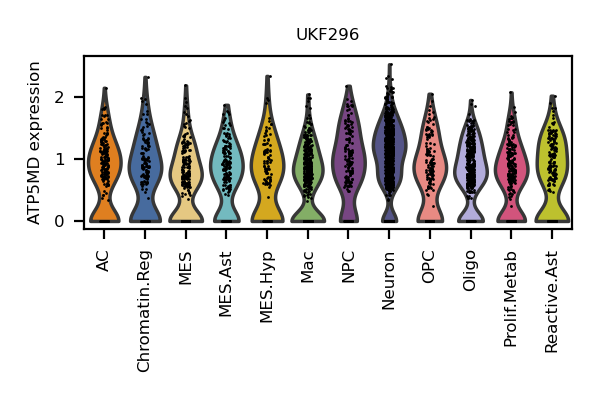 UKF296
ATP5MD expression
2
1
0
AC
Chromatin.Reg
MES
MES.Ast
MES.Hyp
Mac
NPC
Neuron
OPC
Oligo
Prolif.Metab
Reactive.Ast